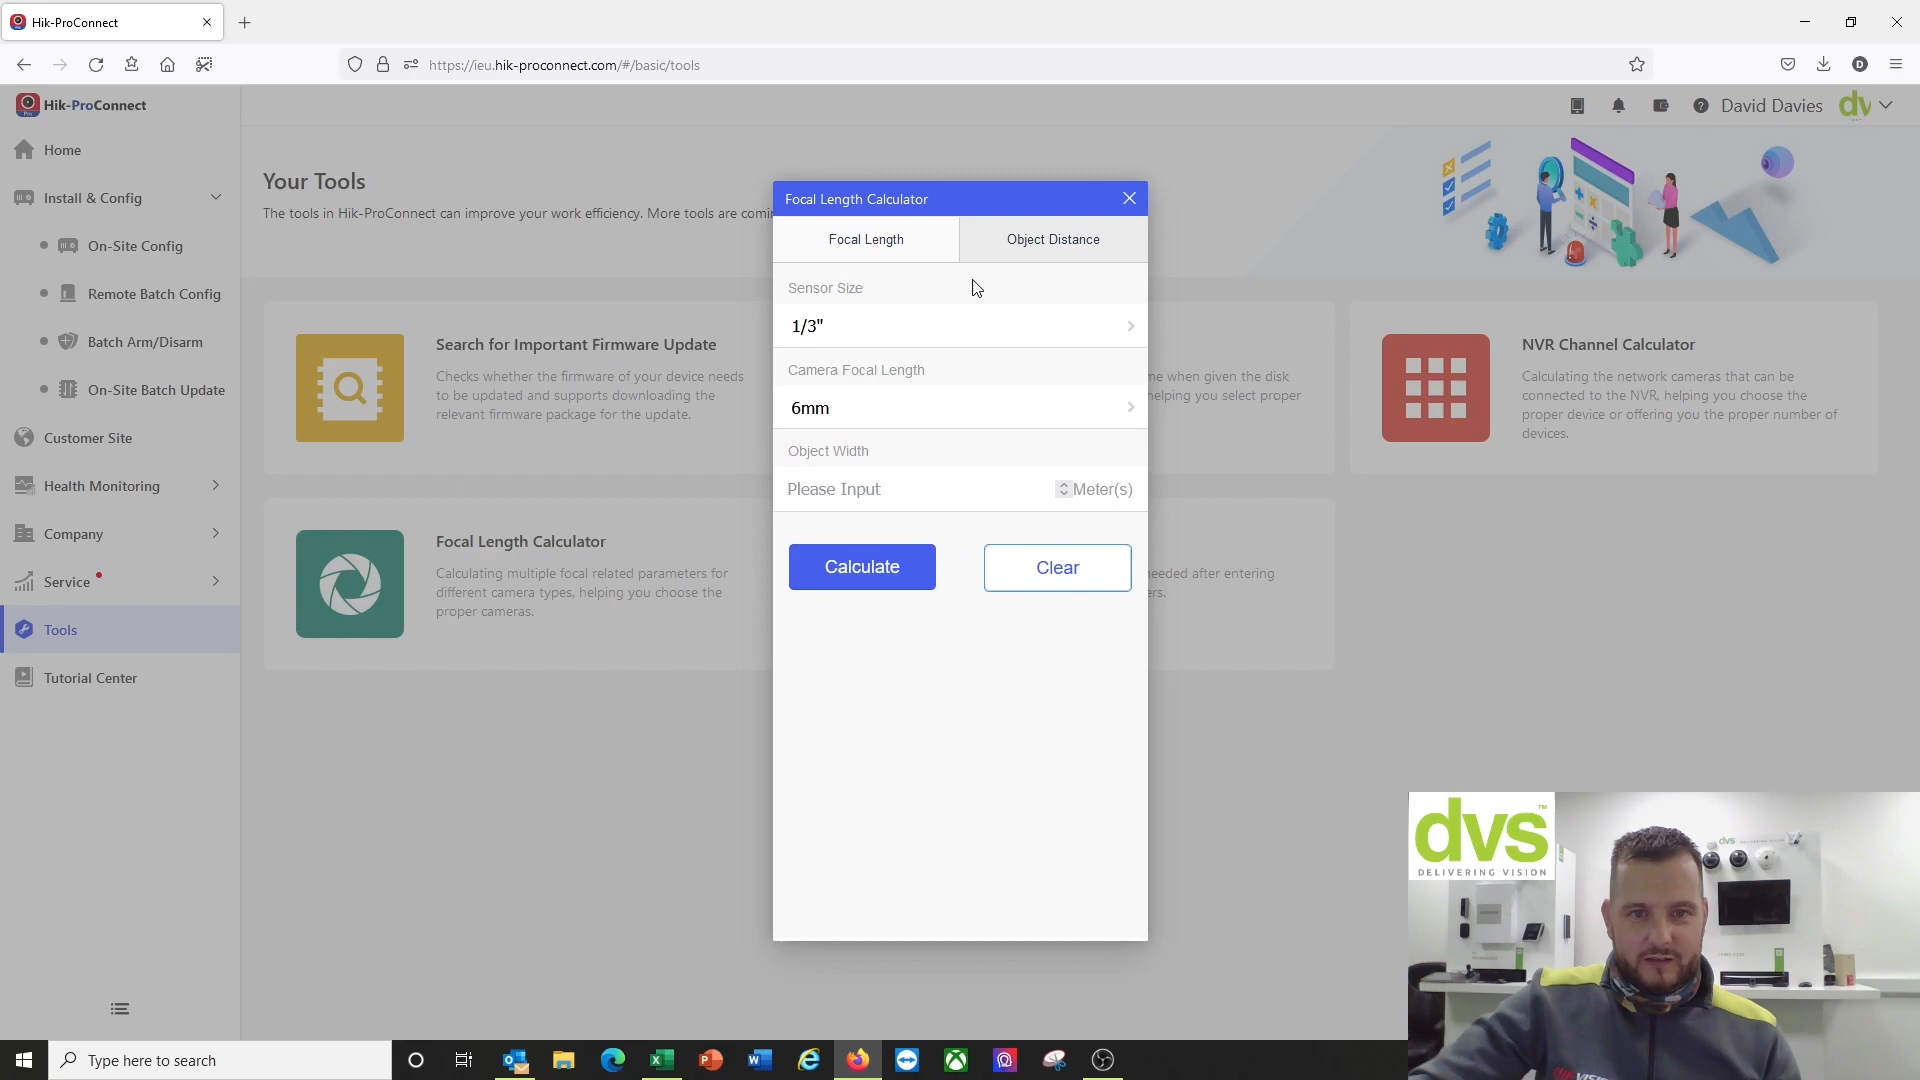 Hik-ProConnect
https://ieu.hik-proconnect.com/#/basic/tools
D
Hik-ProConnect
David Davies
dv
Home
Install & Config
On-Site Config
Remote Batch Config
Batch Arm/Disarm
On-Site Batch Update
Customer Site
Health Monitoring
Company
Service
Tools
Tutorial Center
Your Tools
The tools in Hik-ProConnect can improve your work efficiency. More tools are comin
Search for Important Firmware Update
Checks whether the firmware of your device needs
to be updated and supports downloading the
relevant firmware package for the update.
me when given the disk
helping you select proper
NVR Channel Calculator
Calculating the network cameras that can be
connected to the NVR, helping you choose the
proper device or offering you the proper number of
devices.
Focal Length Calculator
Calculating multiple focal related parameters for
different camera types, helping you choose the
proper cameras.
needed after entering
ers.
Focal Length Calculator
Focal Length
Object Distance
Sensor Size
1/3"
Camera Focal Length
6mm
Object Width
Please Input
Meter(s)
Calculate
Clear
dvs™
DELIVERING VISION
dvs
Type here to search